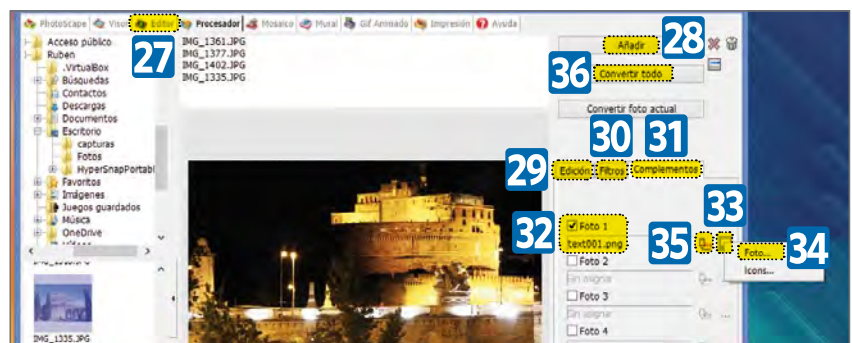 PhotoScape Visor Editor Procesador Mosaico Mural Gif Animado Impresión Ayuda
27
Acceso público
Ruben
.VirtualBox
Búsquedas
Contactos
Descargas
Documentos
Escritorio
capturas
Fotos
HyperSnapPortabl
Favoritos
Imágenes
Juegos guardados
Música
OneDrive
Vídeos
IMG_1335.JPG
IMG_1361.JPG
IMG_1377.JPG
IMG_1402.JPG
IMG_1335.JPG
Añadir 28
36 Convertir todo
Convertir foto actual
30 31
29 Edición Filtros Complementos
33
32 Foto 1
text001.png 35
Foto... 34
Icons...
Foto 2
Sin asignar ...
Foto 3
Sin asignar ...
Foto 4